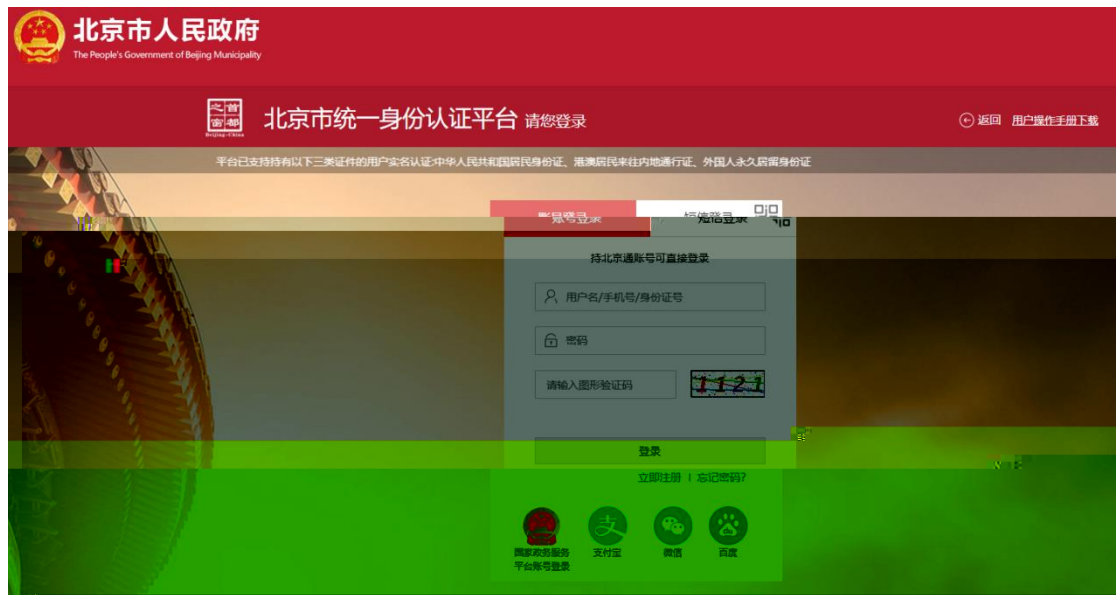 北京市人民政府
The People's Government of Beijing Municipality
之首
窗都
Beijing-China
北京市统一身份认证平台 请您登录
返回 用户操作手册下载
平台已支持持有以下三类证件的用户实名认证:中华人民共和国居民身份证、港澳居民来往内地通行证、外国人永久居留身份证
账号登录 短信登录
持北京通账号可直接登录
用户名/手机号/身份证号
密码
请输入图形验证码 1121
登录
立即注册 | 忘记密码?
国家政务服务 支付宝 微信 百度
平台账号登录